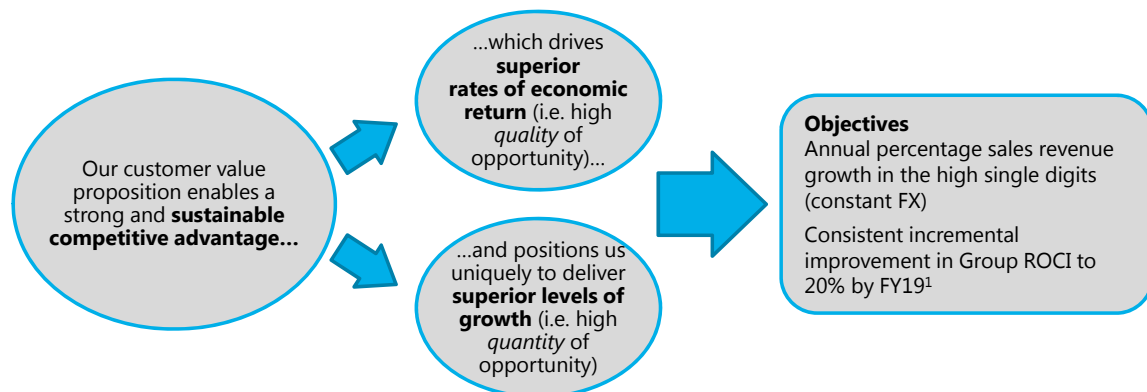 Our customer value
proposition enables a
strong and sustainable
competitive advantage…
…which drives
superior
rates of economic
return (i.e. high
quality of
opportunity)…
…and positions us
uniquely to deliver
superior levels of
growth (i.e. high
quantity of
opportunity)
Objectives
Annual percentage sales revenue
growth in the high single digits
(constant FX)
Consistent incremental
improvement in Group ROCI to
20% by FY19¹